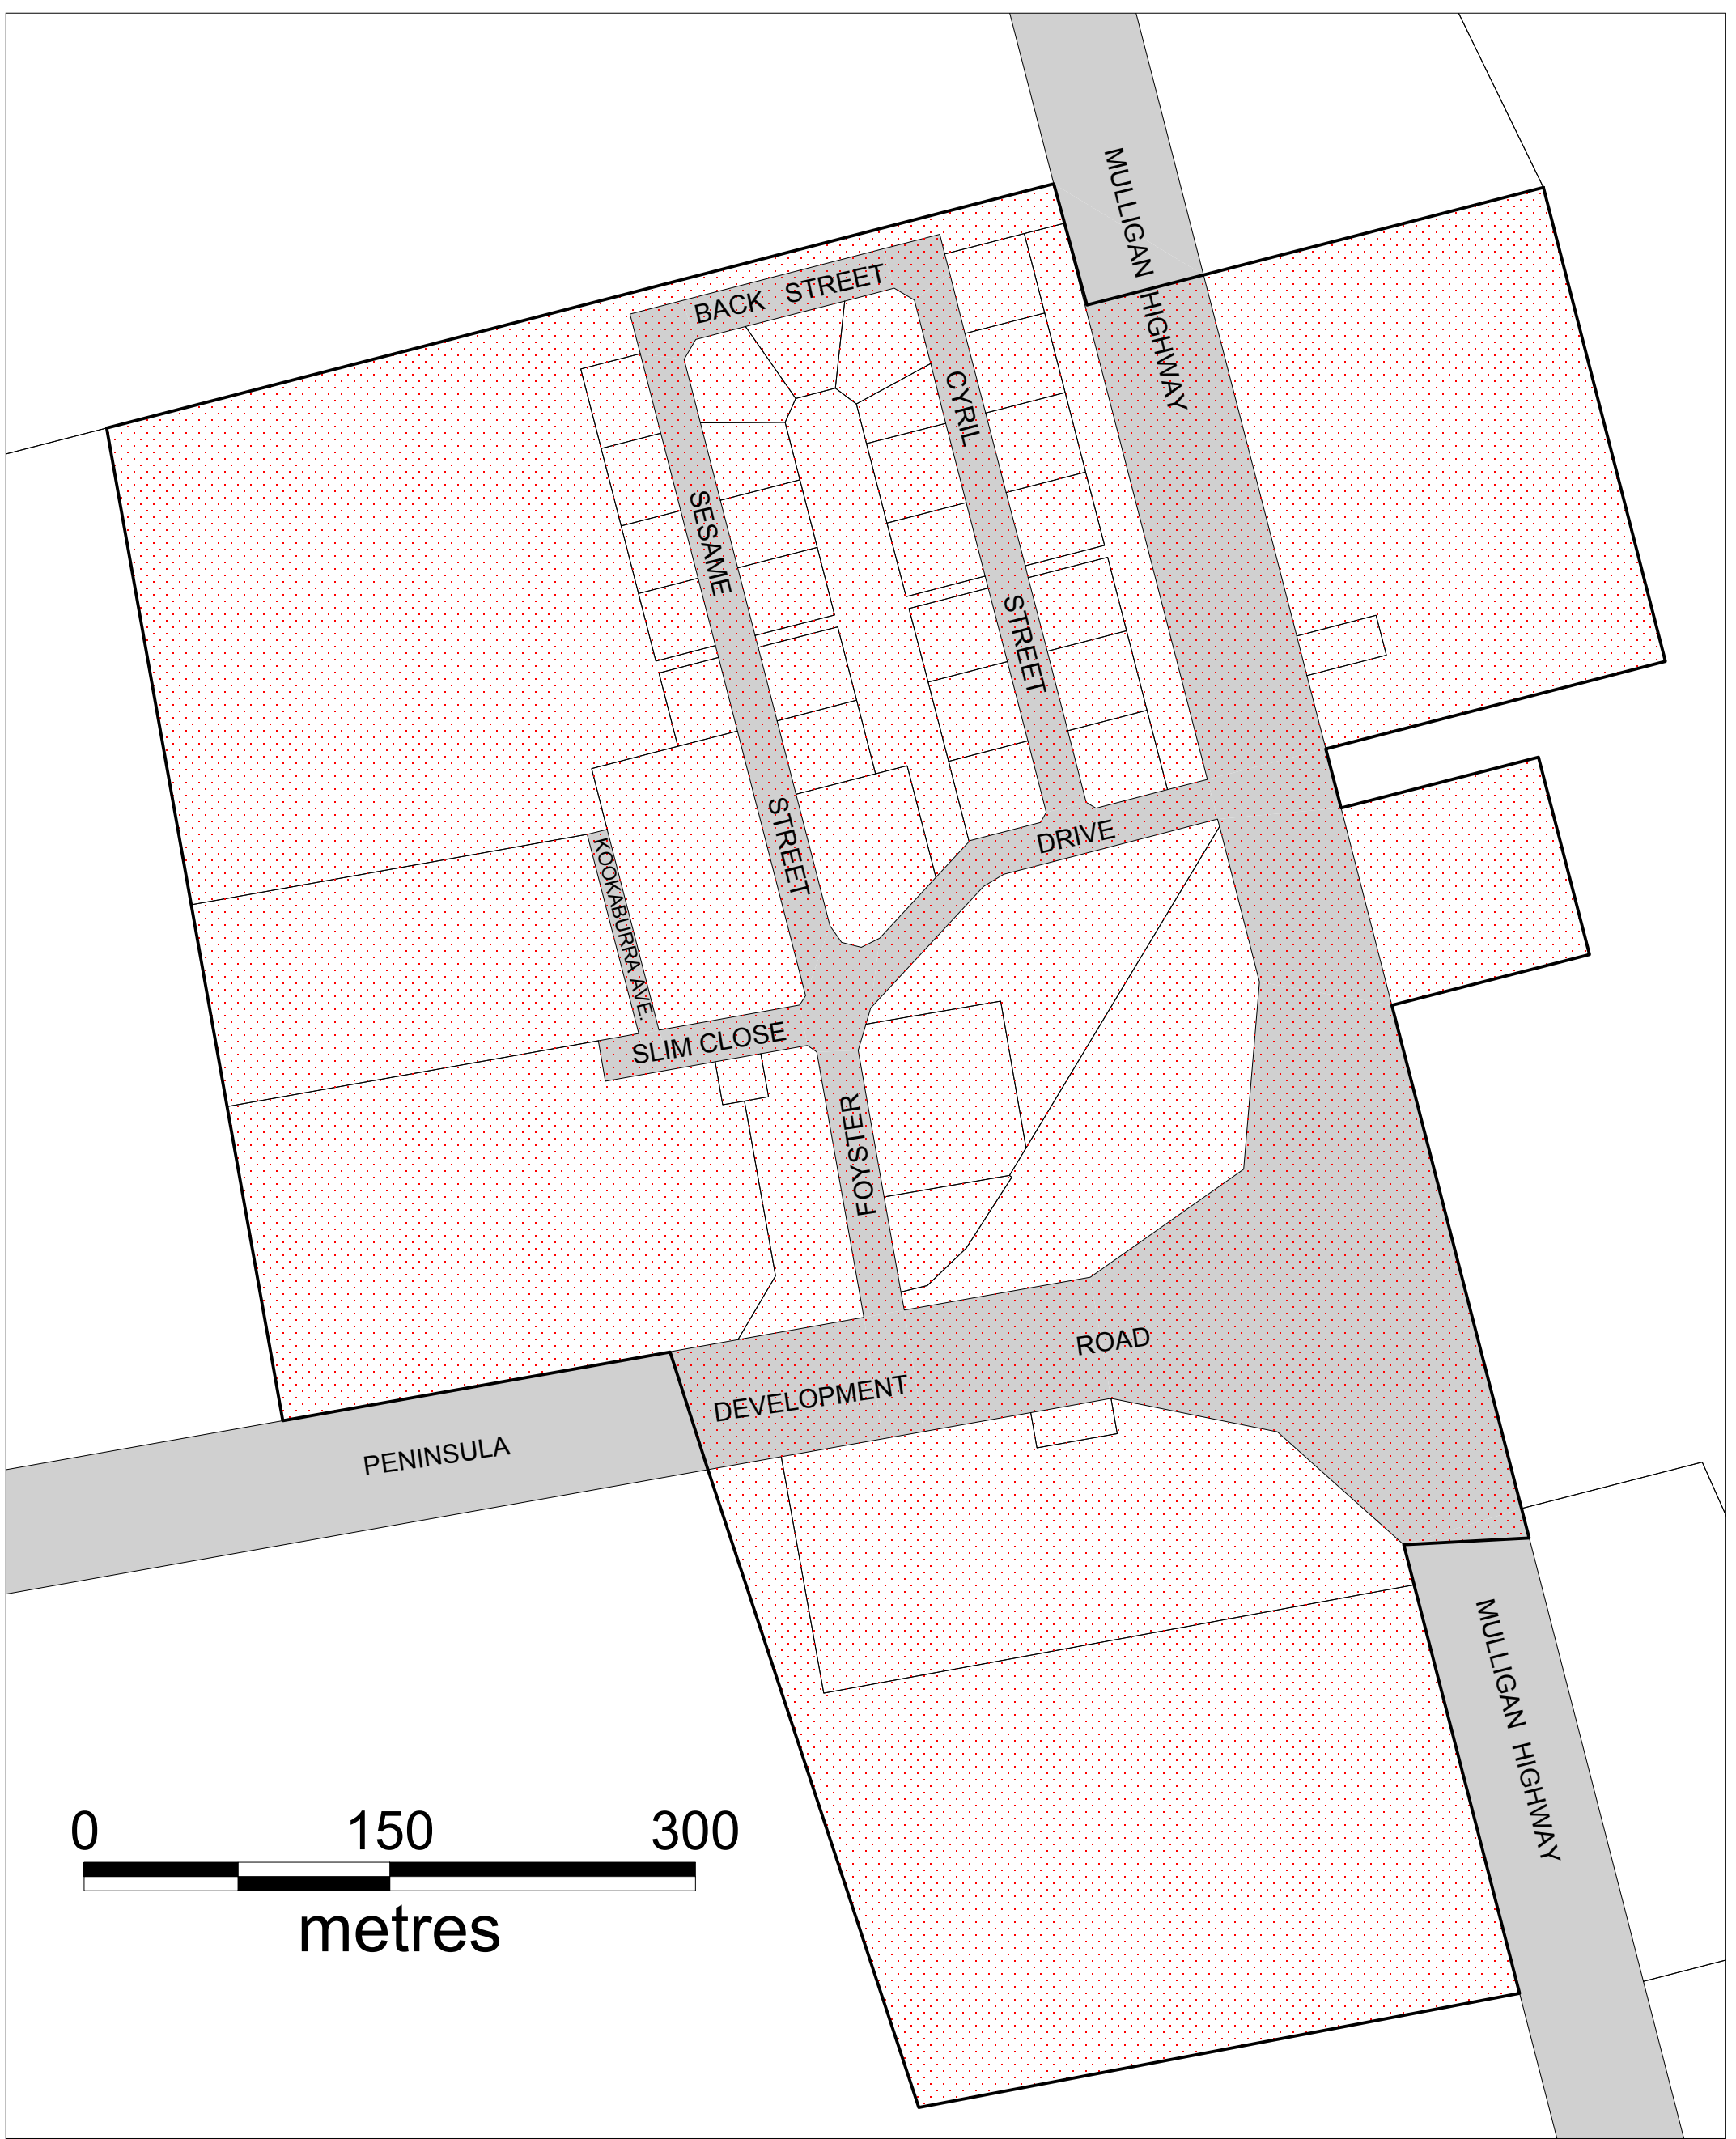 MULLIGAN HIGHWAY
BACK STREET
CYRIL
SESAME
STREET
STREET
DRIVE
KOOKABURRA AVE.
SLIM CLOSE
FOYSTER
ROAD
DEVELOPMENT
PENINSULA
MULLIGAN HIGHWAY
0 150 300
metres